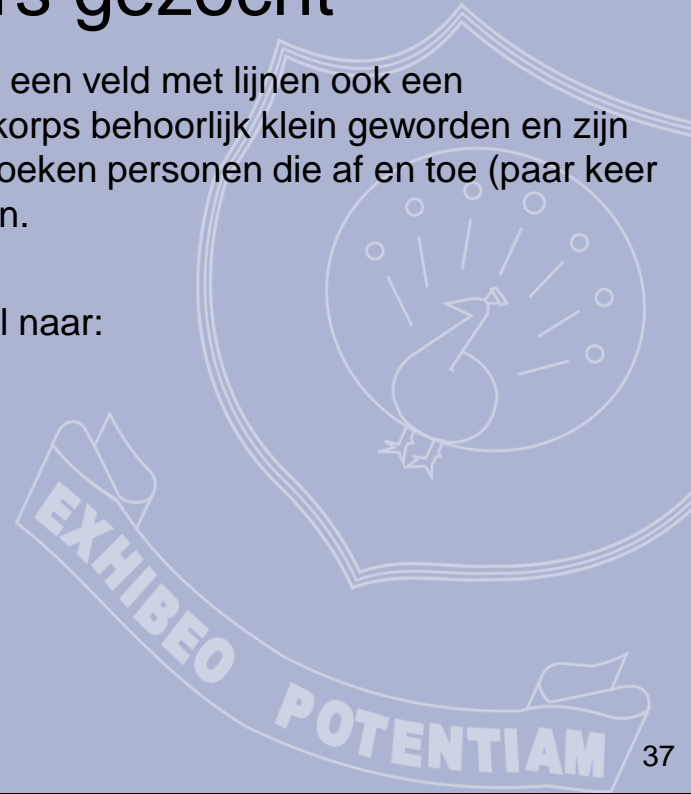 rs gezocht
een veld met lijnen ook een
korps behoorlijk klein geworden en zijn
oeken personen die af en toe (paar keer
n.
l naar:
EXHIBEO POTENTIAM
37